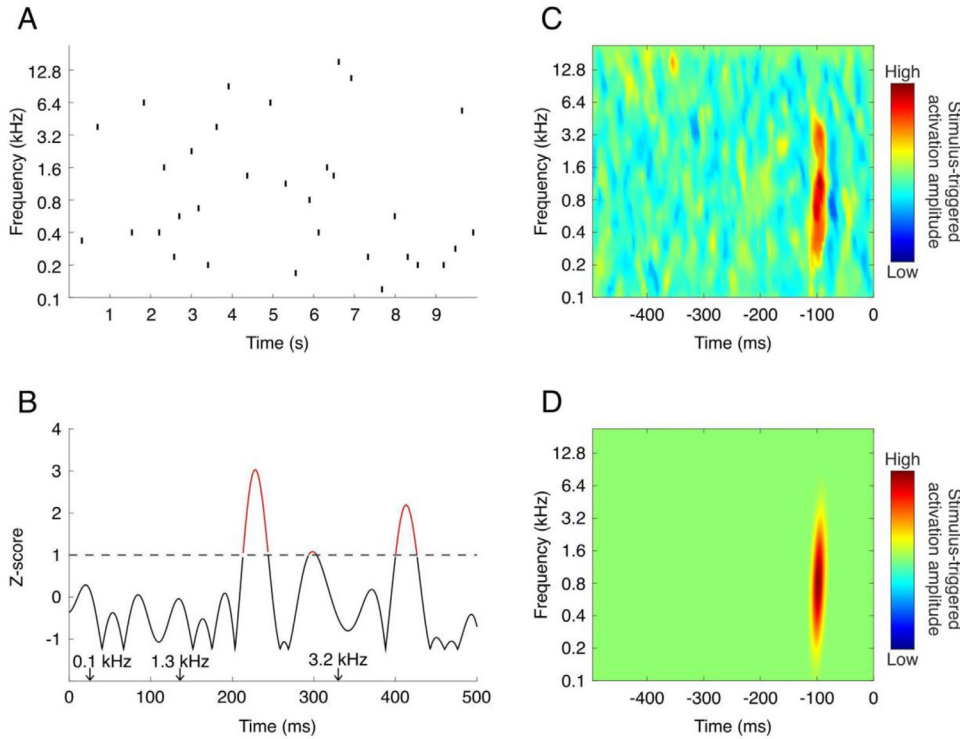 A
Frequency (kHz)
12.8
6.4
3.2
1.6
0.8
0.4
0.2
0.1
1 2 3 4 5 6 7 8 9
Time (s)
B
Z-score
4
3
2
1
0
-1
0.1 kHz 1.3 kHz 3.2 kHz
0 100 200 300 400 500
Time (ms)
C
Frequency (kHz)
12.8
6.4
3.2
1.6
0.8
0.4
0.2
0.1
-400 -300 -200 -100 0
Time (ms)
High
Low
Stimulus-triggered
activation amplitude
D
Frequency (kHz)
12.8
6.4
3.2
1.6
0.8
0.4
0.2
0.1
-400 -300 -200 -100 0
Time (ms)
High
Low
Stimulus-triggered
activation amplitude